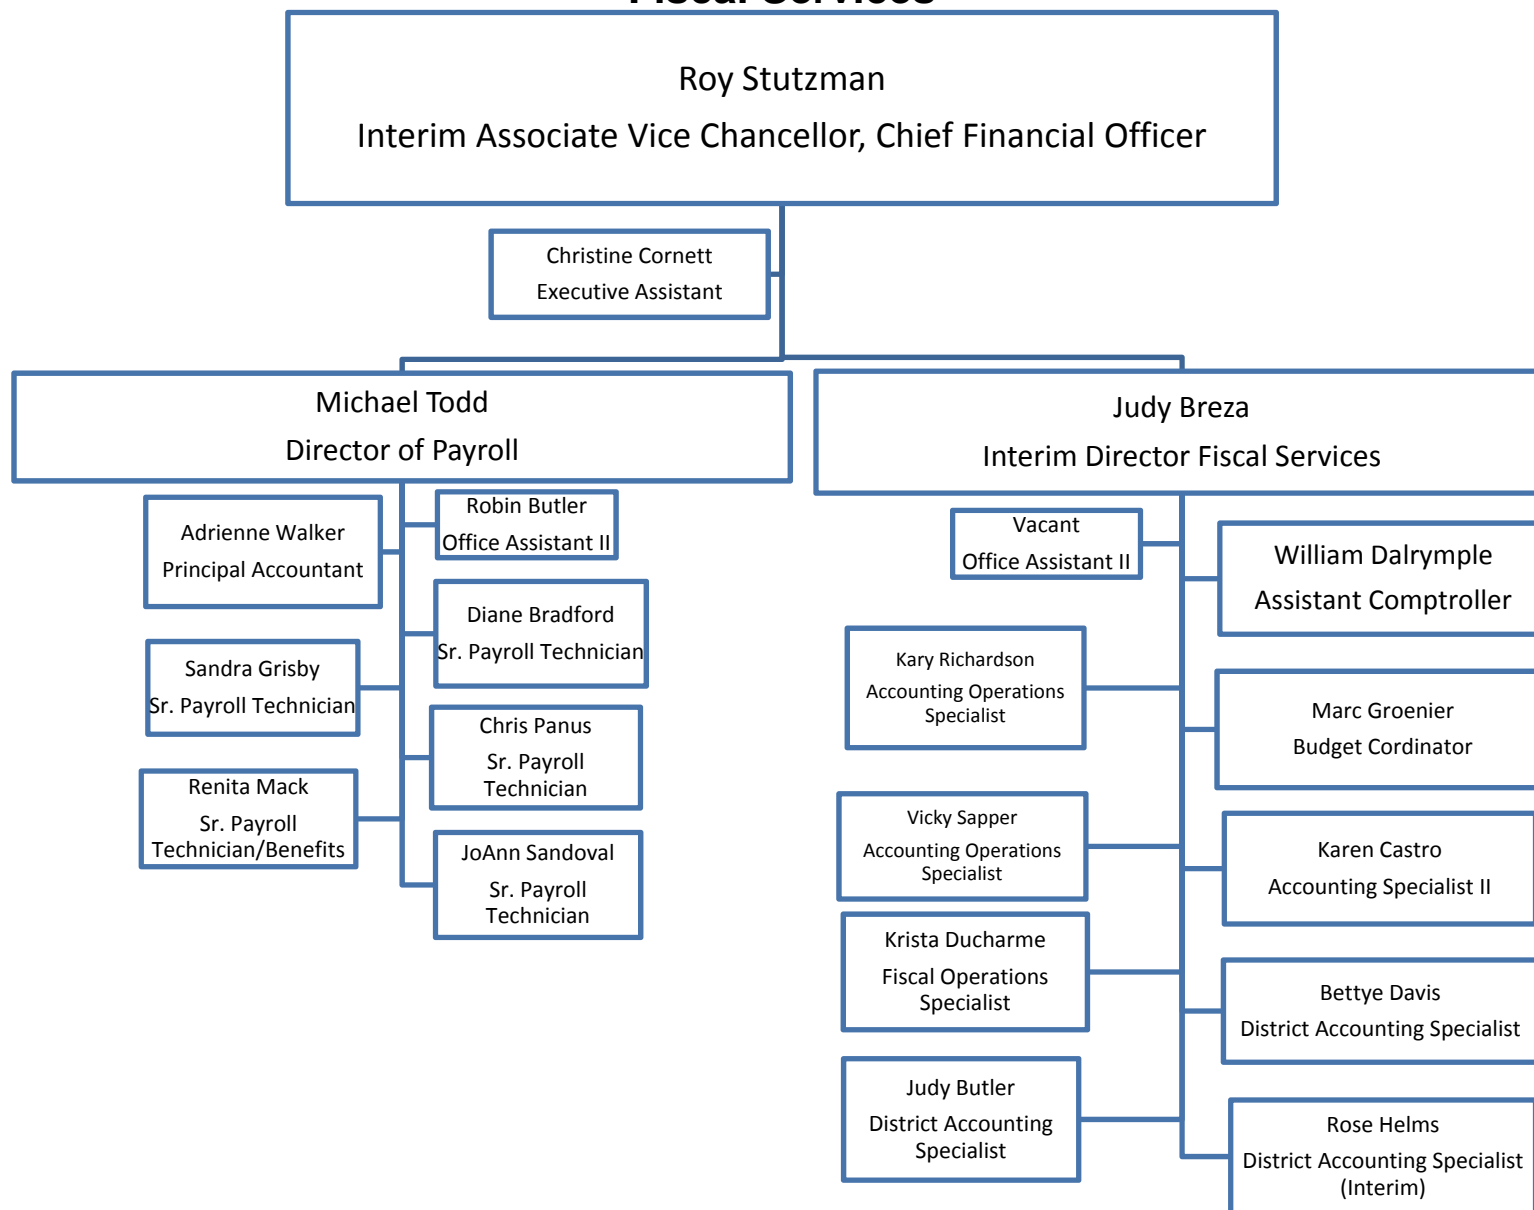 Fiscal Services
Roy Stutzman
Interim Associate Vice Chancellor, Chief Financial Officer
Christine Cornett
Executive Assistant
Michael Todd
Director of Payroll
Judy Breza
Interim Director Fiscal Services
Adrienne Walker
Principal Accountant
Robin Butler
Office Assistant II
Sandra Grisby
Sr. Payroll Technician
Diane Bradford
Sr. Payroll Technician
Renita Mack
Sr. Payroll
Technician/Benefits
Chris Panus
Sr. Payroll
Technician
JoAnn Sandoval
Sr. Payroll
Technician
Vacant
Office Assistant II
William Dalrymple
Assistant Comptroller
Kary Richardson
Accounting Operations
Specialist
Marc Groenier
Budget Cordinator
Vicky Sapper
Accounting Operations
Specialist
Karen Castro
Accounting Specialist II
Krista Ducharme
Fiscal Operations
Specialist
Bettye Davis
District Accounting Specialist
Judy Butler
District Accounting
Specialist
Rose Helms
District Accounting Specialist
(Interim)